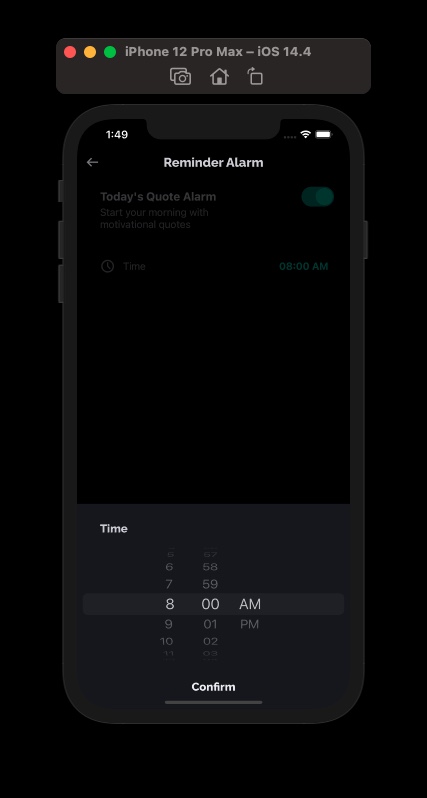 iPhone 12 Pro Max – iOS 14.4
1:49
Reminder Alarm
Today's Quote Alarm
Start your morning with
motivational quotes
Time 08:00 AM
Time
5 57
6 58
7 59
8 00 AM
9 01 PM
10 02
11 03
Confirm